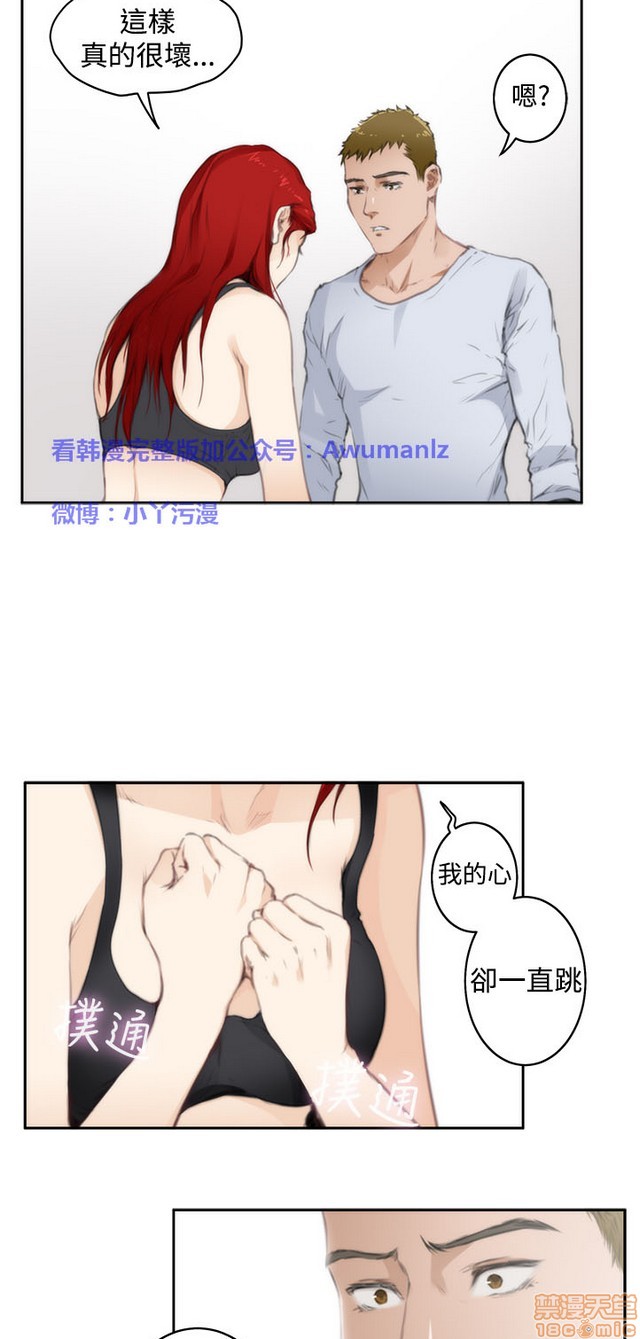 這樣
真的很壞...
嗯?
看韩漫完整版加公众号：Awumanlz
微博：小丫污漫
我的心
卻一直跳
撲通
撲通
禁漫天堂
18comic